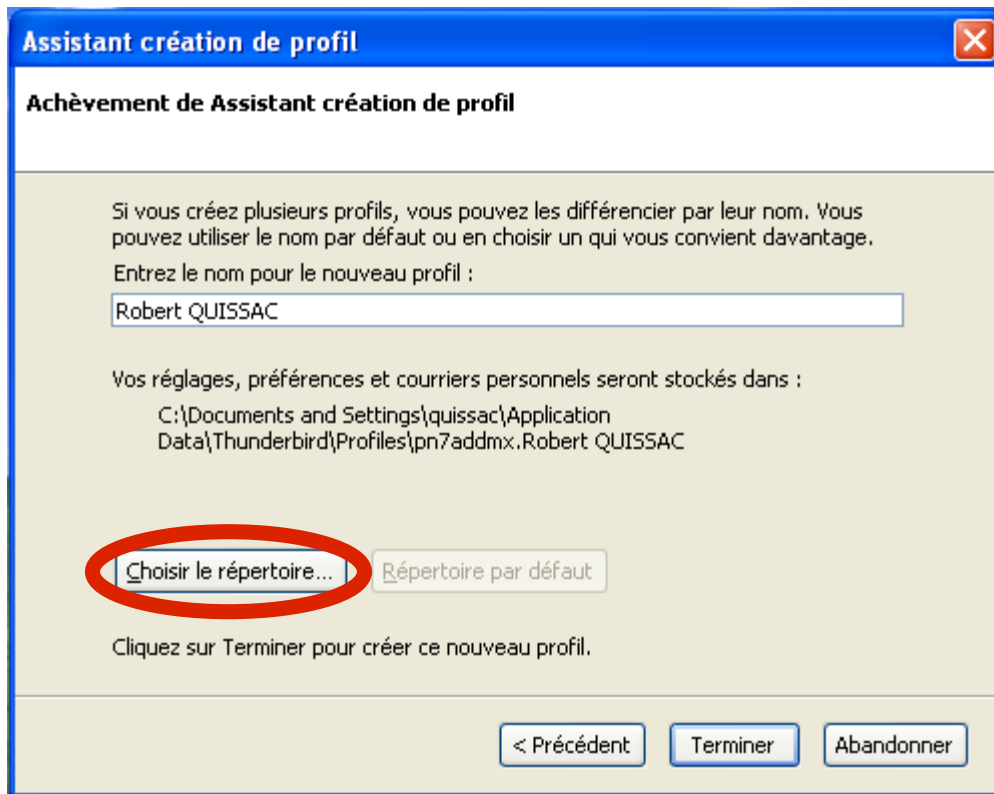 Assistant création de profil
Achèvement de Assistant création de profil
Si vous créez plusieurs profils, vous pouvez les différencier par leur nom. Vous
pouvez utiliser le nom par défaut ou en choisir un qui vous convient davantage.
Entrez le nom pour le nouveau profil :
Robert QUISSAC
Vos réglages, préférences et courriers personnels seront stockés dans :
C:\Documents and Settings\quissac\Application
Data\Thunderbird\Profiles\pn7addmx.Robert QUISSAC
Choisir le répertoire... Répertoire par défaut
Cliquez sur Terminer pour créer ce nouveau profil.
< Précédent Terminer Abandonner